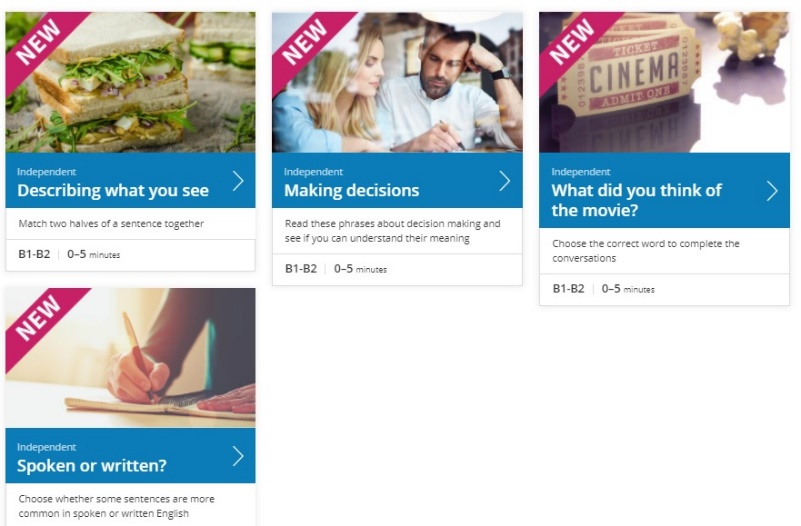 NEW
Independent
Describing what you see
Match two halves of a sentence together
B1-B2 | 0–5 minutes
NEW
Independent
Making decisions
Read these phrases about decision making and
see if you can understand their meaning
B1-B2 | 0–5 minutes
NEW
TICKET
CINEMA
ADMIT ONE
Independent
What did you think of
the movie?
Choose the correct word to complete the
conversations
B1-B2 | 0–5 minutes
NEW
Independent
Spoken or written?
Choose whether some sentences are more
common in spoken or written English